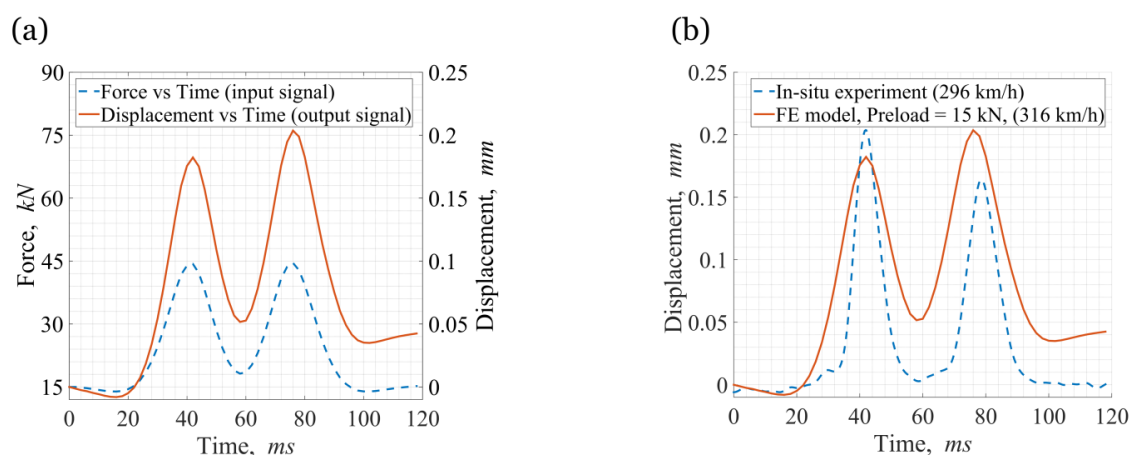 (a)
90
75
60
45
30
15
Force, kN
Force vs Time (input signal)
Displacement vs Time (output signal)
0.25
0.2
0.15
0.1
0.05
0
Displacement, mm
0 20 40 60 80 100 120
Time, ms
(b)
0.25
0.2
0.15
0.1
0.05
0
Displacement, mm
In-situ experiment (296 km/h)
FE model, Preload = 15 kN, (316 km/h)
0 20 40 60 80 100 120
Time, ms